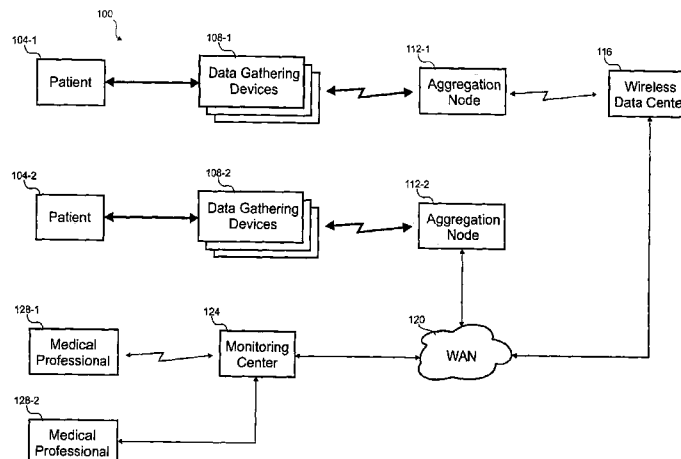 100
104-1
108-1
112-1
116
Patient
Data Gathering
Devices
Aggregation
Node
Wireless
Data Center
104-2
108-2
112-2
Patient
Data Gathering
Devices
Aggregation
Node
128-1
124
120
Medical
Professional
Monitoring
Center
WAN
128-2
Medical
Professional